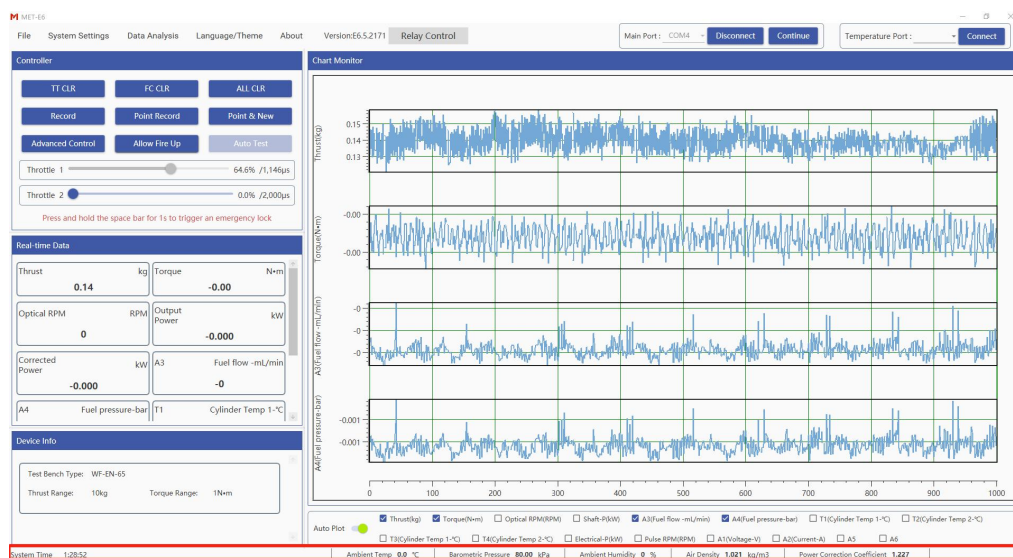 MET-E6
File System Settings Data Analysis Language/Theme About Version:E6.5.2171 Relay Control Main Port : COM4 Disconnect Continue Temperature Port : Connect
Controller
TT CLR FC CLR ALL CLR
Record Point Record Point & New
Advanced Control Allow Fire Up Auto Test
Throttle 1 64.6% /1,146μs
Throttle 2 0.0% /2,000μs
Press and hold the space bar for 1s to trigger an emergency lock
Real-time Data
Thrust kg Torque N•m
0.14 -0.00
Optical RPM RPM Output Power kW
0 -0.000
Corrected Power kW A3 Fuel flow -mL/min
-0.000 -0
A4 Fuel pressure-bar T1 Cylinder Temp 1-℃
Device Info
Test Bench Type: WF-EN-65
Thrust Range: 10kg Torque Range: 1N•m
Chart Monitor
Thrust(kg)
0.15
0.14
0.13
Torque(N•m)
-0.00
-0.00
A3(Fuel flow -mL/min)
-0
-0
-0
A4(Fuel pressure-bar)
-0.001
-0.001
0 100 200 300 400 500 600 700 800 900 1000
Auto Plot
Thrust(kg) Torque(N•m) Optical RPM(RPM) Shaft-P(kW) A3(Fuel flow -mL/min) A4(Fuel pressure-bar) T1(Cylinder Temp 1-℃) T2(Cylinder Temp 2-℃)
T3(Cylinder Temp 1-℃) T4(Cylinder Temp 2-℃) Electrical-P(kW) Pulse RPM(RPM) A1(Voltage-V) A2(Current-A) A5 A6
System Time 1:28:52 Ambient Temp 0.0 ℃ Barometric Pressure 80.00 kPa Ambient Humidity 0 % Air Density 1.021 kg/m3 Power Correction Coefficient 1.227